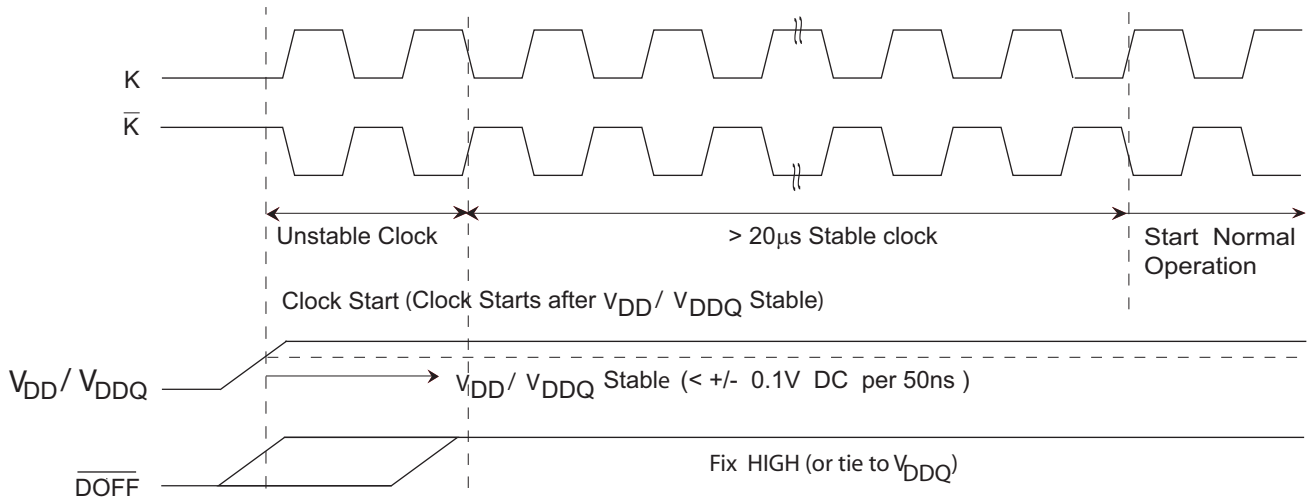 K
K̅
Unstable Clock
> 20μs Stable clock
Start Normal
Operation
Clock Start (Clock Starts after VDD / VDDQ Stable)
VDD / VDDQ
VDD / VDDQ Stable (< +/- 0.1V DC per 50ns )
D̅O̅F̅F̅
Fix HIGH (or tie to VDDQ)